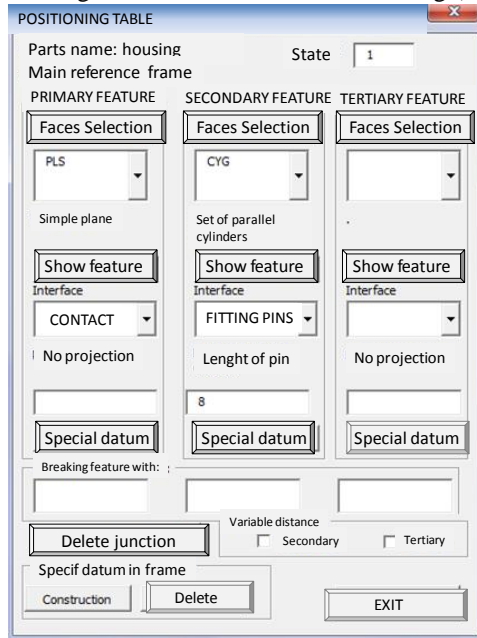 POSITIONING TABLE
Parts name: housing
State 1
Main reference frame
PRIMARY FEATURE SECONDARY FEATURE TERTIARY FEATURE
Faces Selection Faces Selection Faces Selection
PLS CYG
Simple plane Set of parallel .
cylinders
Show feature Show feature Show feature
Interface Interface Interface
CONTACT FITTING PINS
No projection Lenght of pin No projection
8
Special datum Special datum Special datum
Breaking feature with: :
Variable distance
Delete junction Secondary Tertiary
Specif datum in frame
Construction Delete EXIT